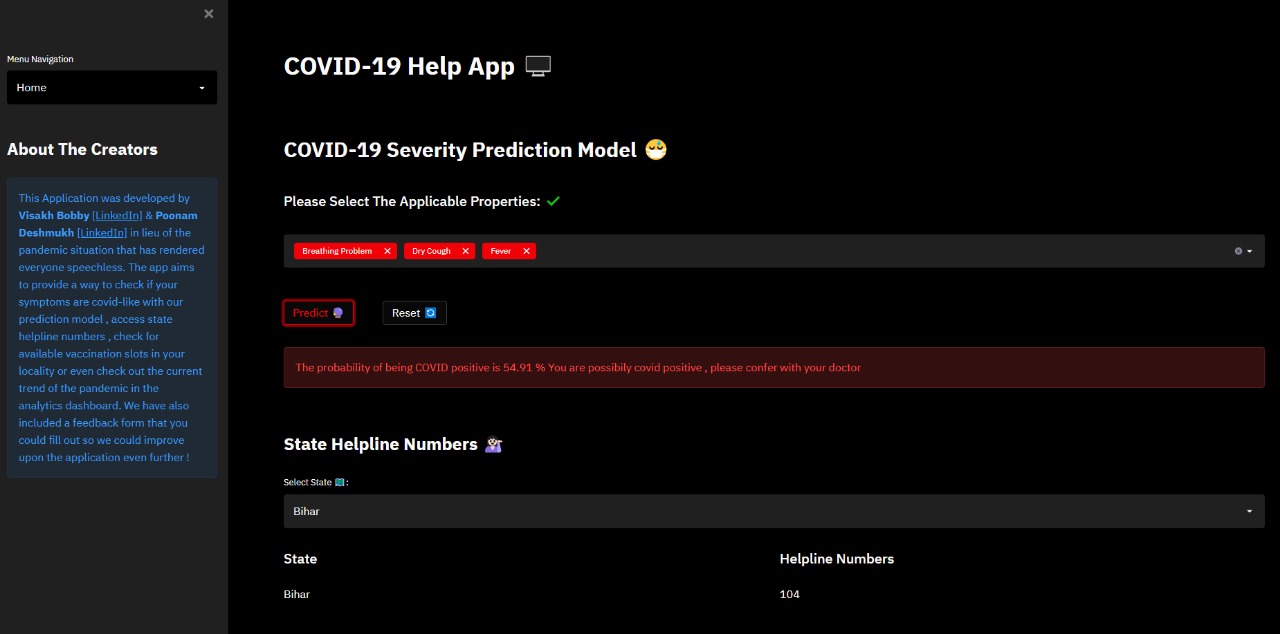 Menu Navigation
Home
About The Creators
This Application was developed by
Visakh Bobby [LinkedIn] & Poonam
Deshmukh [LinkedIn] in lieu of the
pandemic situation that has rendered
everyone speechless. The app aims
to provide a way to check if your
symptoms are covid-like with our
prediction model , access state
helpline numbers , check for
available vaccination slots in your
locality or even check out the current
trend of the pandemic in the
analytics dashboard. We have also
included a feedback form that you
could fill out so we could improve
upon the application even further !
COVID-19 Help App
COVID-19 Severity Prediction Model
Please Select The Applicable Properties:
Breathing Problem Dry Cough Fever
Predict Reset
The probability of being COVID positive is 54.91 % You are possibily covid positive , please confer with your doctor
State Helpline Numbers
Select State :
Bihar
State Helpline Numbers
Bihar 104